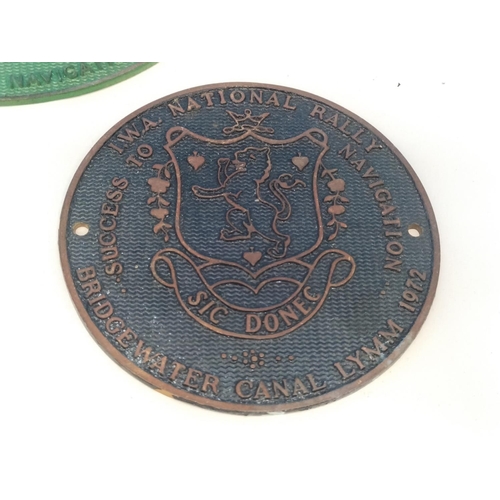 I.W.A. NATIONAL RALLY
SUCCESS TO NAVIGATION
SIC DONEC
BRIDGEWATER CANAL LYMM 1972